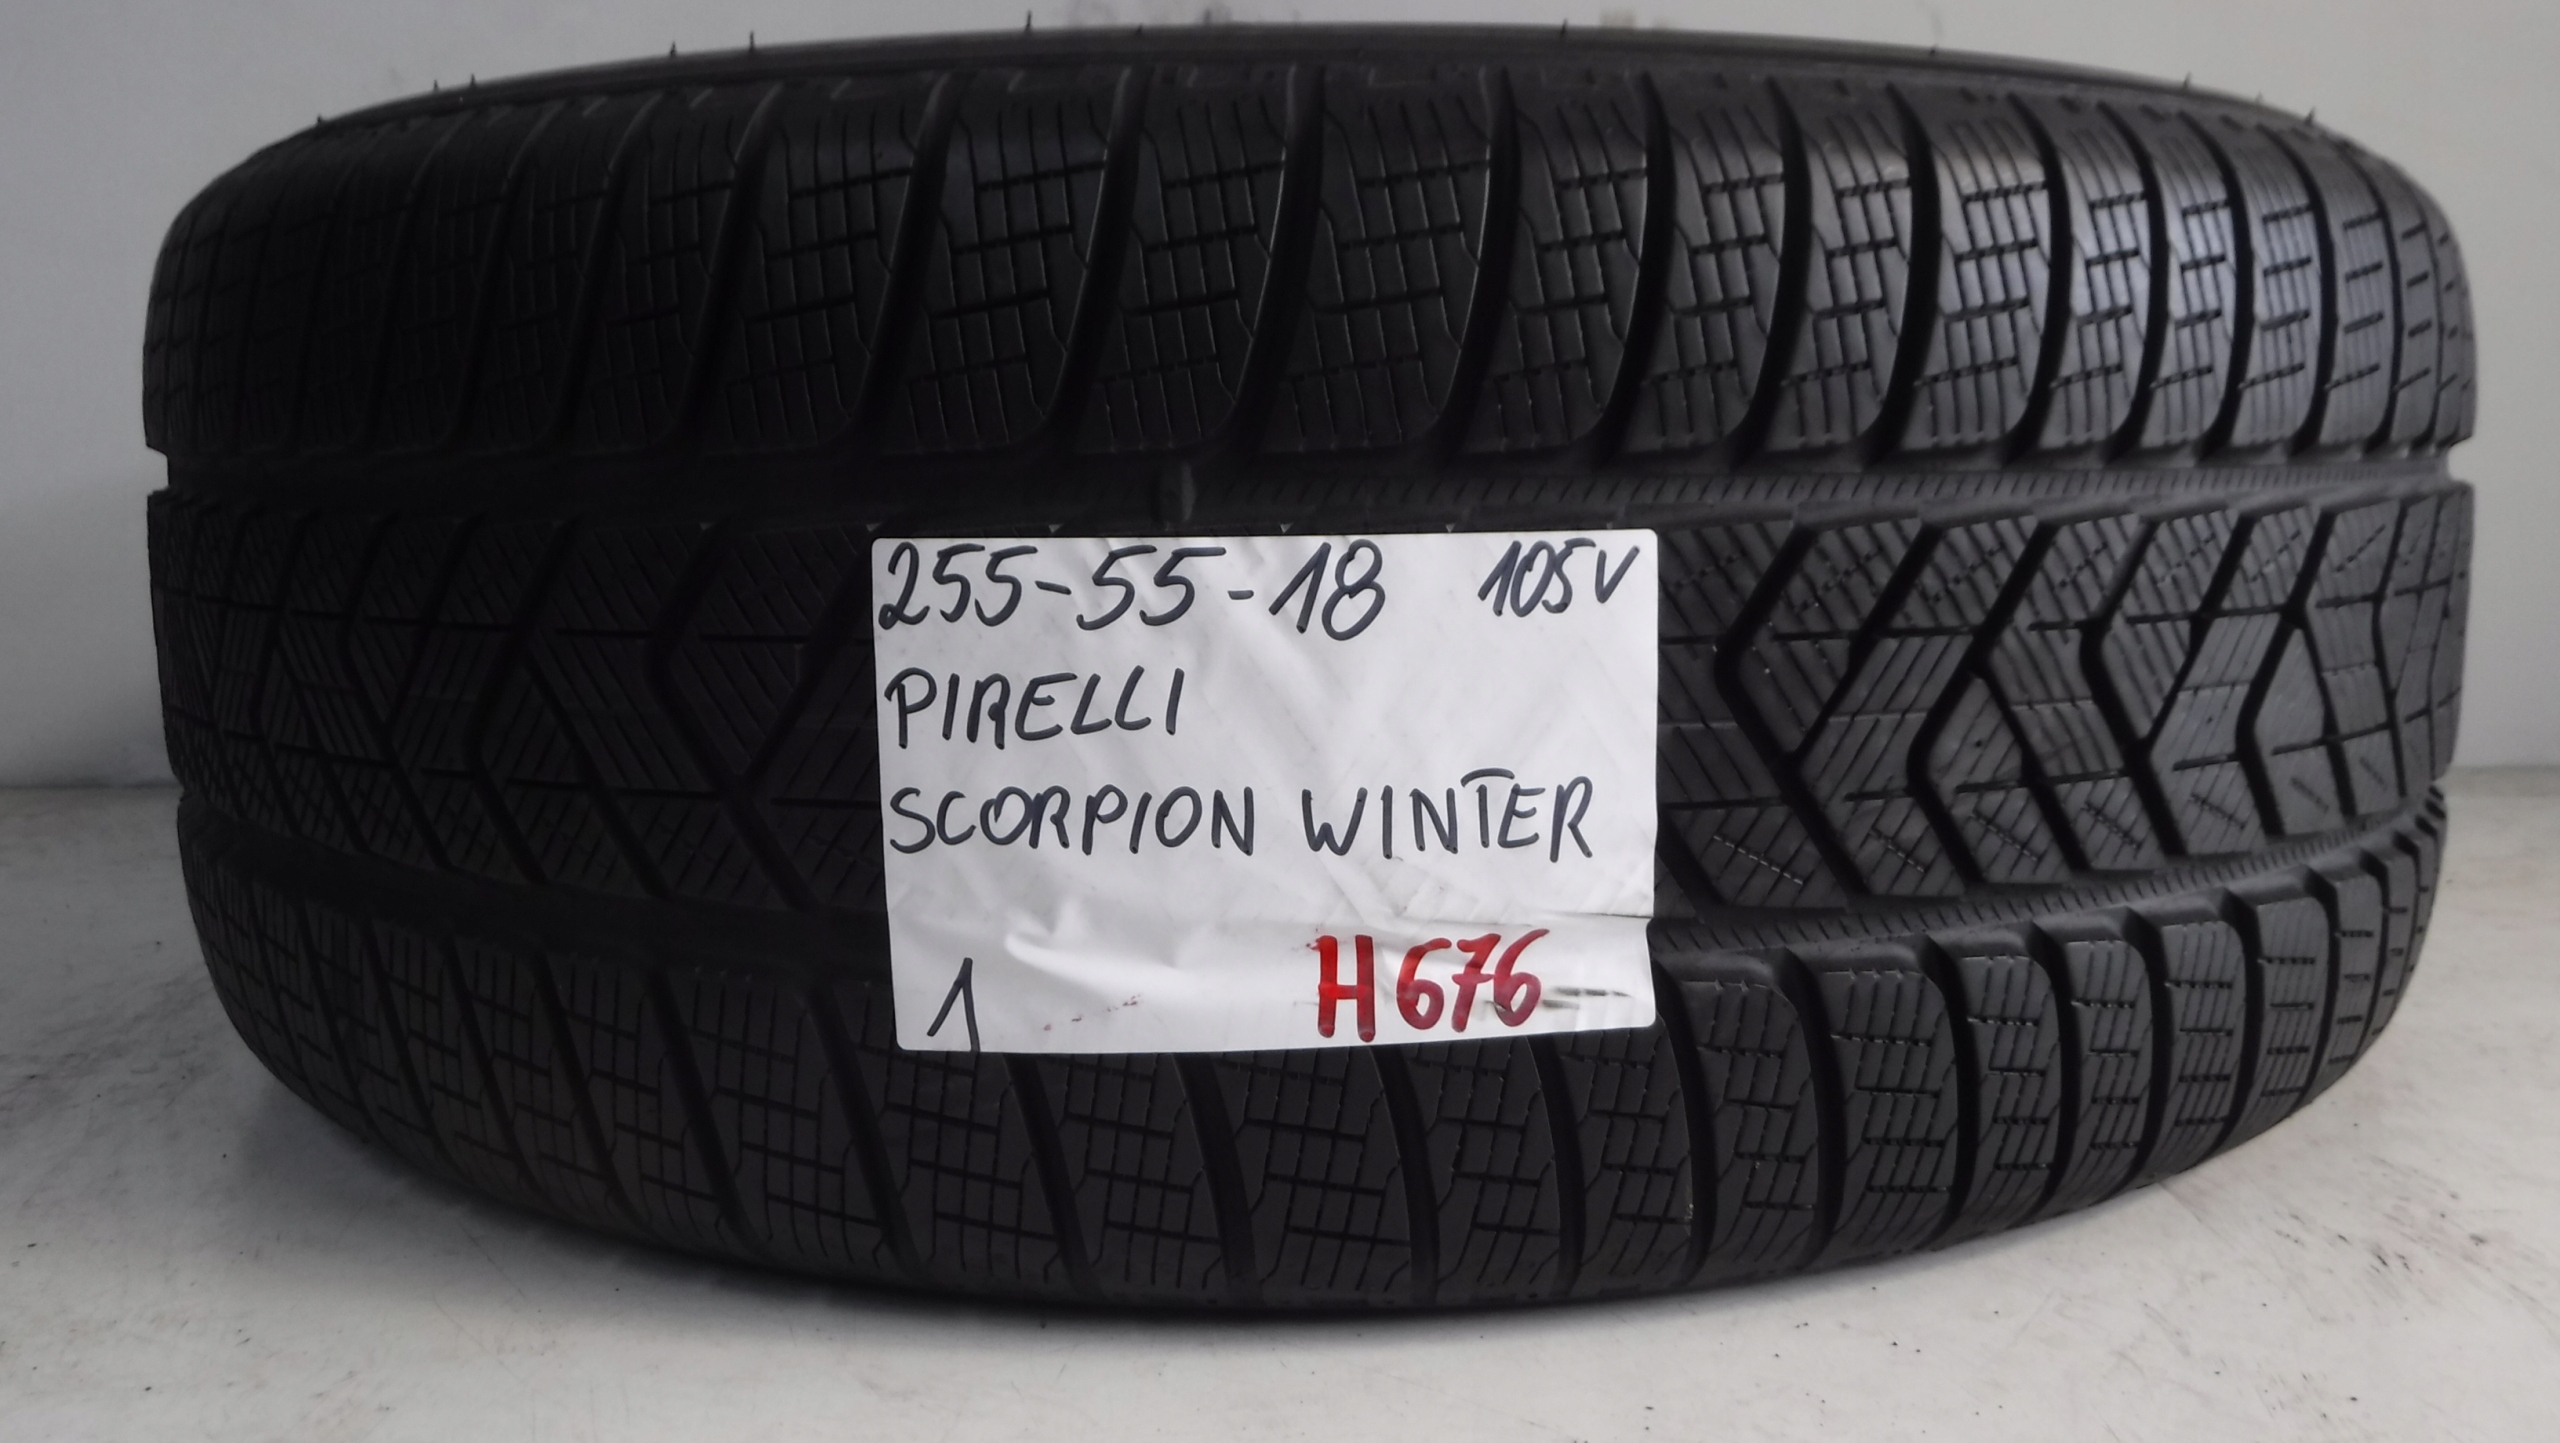 255-55-18 105V
PIRELLI
SCORPION WINTER
1 H676